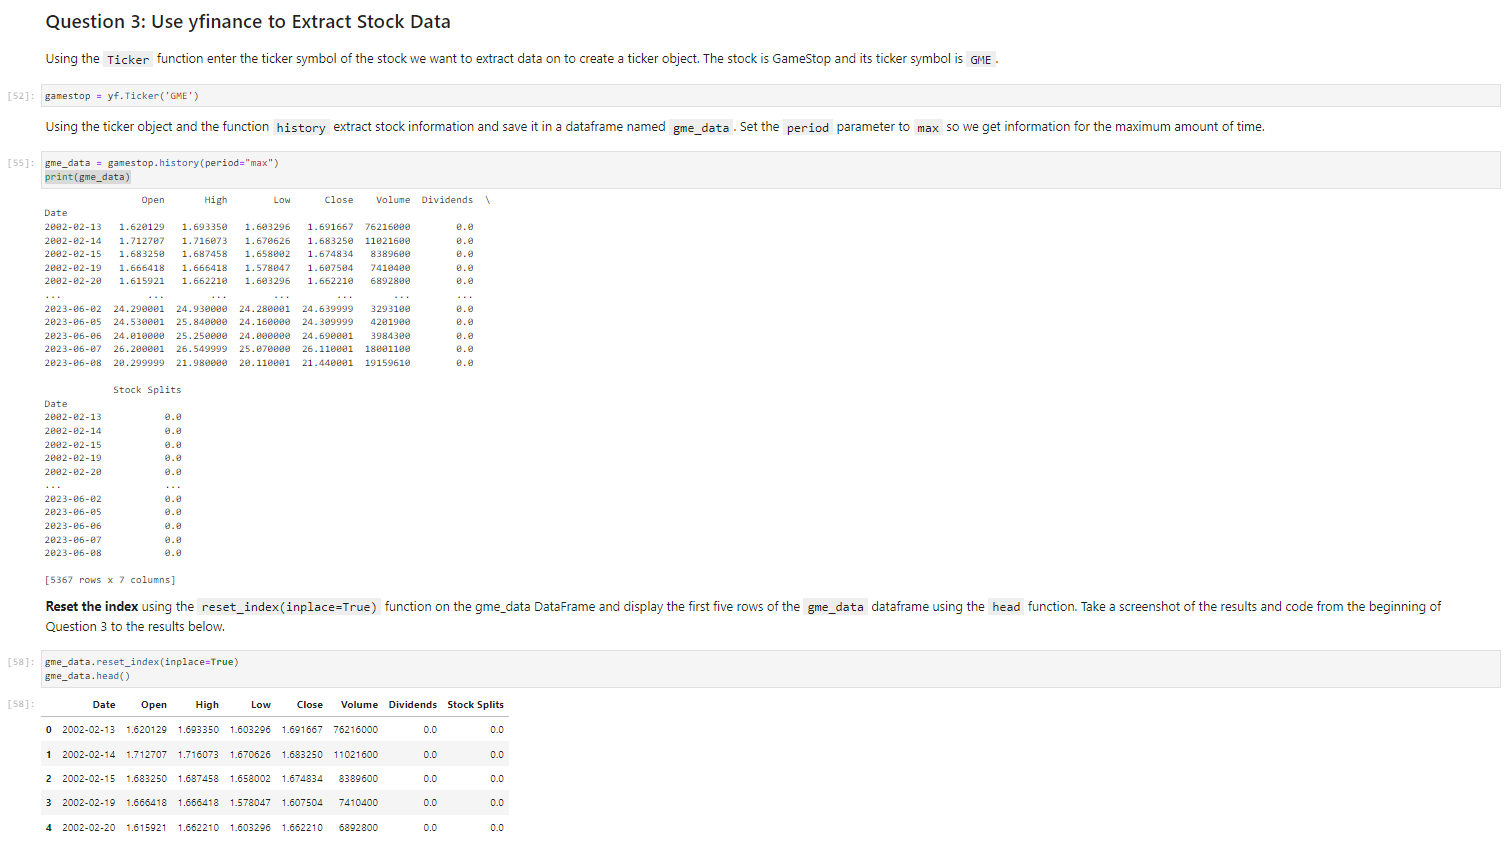 Question 3: Use yfinance to Extract Stock Data
Using the Ticker function enter the ticker symbol of the stock we want to extract data on to create a ticker object. The stock is GameStop and its ticker symbol is GME .
[52]: gamestop = yf.Ticker('GME')
Using the ticker object and the function history extract stock information and save it in a dataframe named gme_data . Set the period parameter to max so we get information for the maximum amount of time.
[55]: gme_data = gamestop.history(period="max")
print(gme_data)
Open High Low Close Volume Dividends \
Date
2002-02-13 1.620129 1.693350 1.603296 1.691667 76216000 0.0
2002-02-14 1.712707 1.716073 1.670626 1.683250 11021600 0.0
2002-02-15 1.683250 1.687458 1.658002 1.674834 8389600 0.0
2002-02-19 1.666418 1.666418 1.578047 1.607504 7410400 0.0
2002-02-20 1.615921 1.662210 1.603296 1.662210 6892800 0.0
... ... ... ... ... ... ...
2023-06-02 24.290001 24.930000 24.280001 24.639999 3293100 0.0
2023-06-05 24.530001 25.840000 24.160000 24.309999 4201900 0.0
2023-06-06 24.010000 25.250000 24.000000 24.690001 3984300 0.0
2023-06-07 26.200001 26.549999 25.070000 26.110001 18001100 0.0
2023-06-08 20.299999 21.980000 20.110001 21.440001 19159610 0.0
Stock Splits
Date
2002-02-13 0.0
2002-02-14 0.0
2002-02-15 0.0
2002-02-19 0.0
2002-02-20 0.0
... ...
2023-06-02 0.0
2023-06-05 0.0
2023-06-06 0.0
2023-06-07 0.0
2023-06-08 0.0
[5367 rows x 7 columns]
Reset the index using the reset_index(inplace=True) function on the gme_data DataFrame and display the first five rows of the gme_data dataframe using the head function. Take a screenshot of the results and code from the beginning of
Question 3 to the results below.
[58]: gme_data.reset_index(inplace=True)
gme_data.head()
[58]: Date Open High Low Close Volume Dividends Stock Splits
0 2002-02-13 1.620129 1.693350 1.603296 1.691667 76216000 0.0 0.0
1 2002-02-14 1.712707 1.716073 1.670626 1.683250 11021600 0.0 0.0
2 2002-02-15 1.683250 1.687458 1.658002 1.674834 8389600 0.0 0.0
3 2002-02-19 1.666418 1.666418 1.578047 1.607504 7410400 0.0 0.0
4 2002-02-20 1.615921 1.662210 1.603296 1.662210 6892800 0.0 0.0